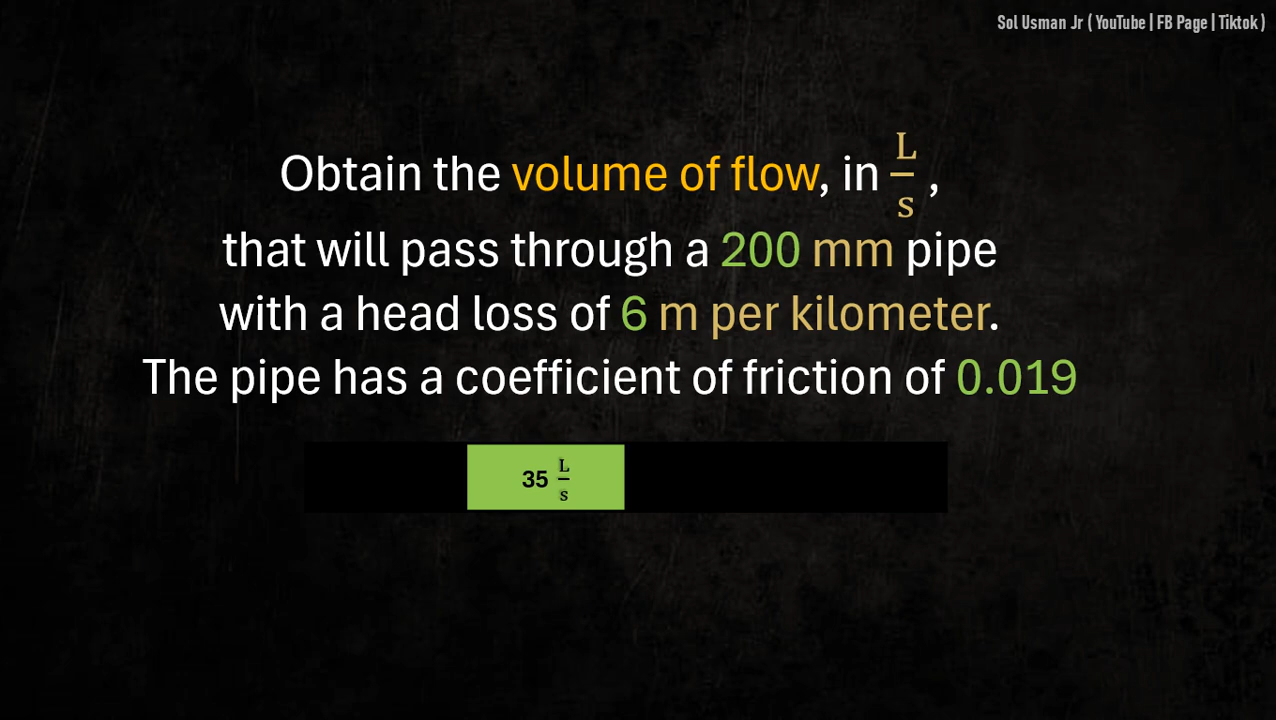 Sol Usman Jr ( YouTube | FB Page | Tiktok )
Obtain the volume of flow, in L/s ,
that will pass through a 200 mm pipe
with a head loss of 6 m per kilometer.
The pipe has a coefficient of friction of 0.019
35 L/s